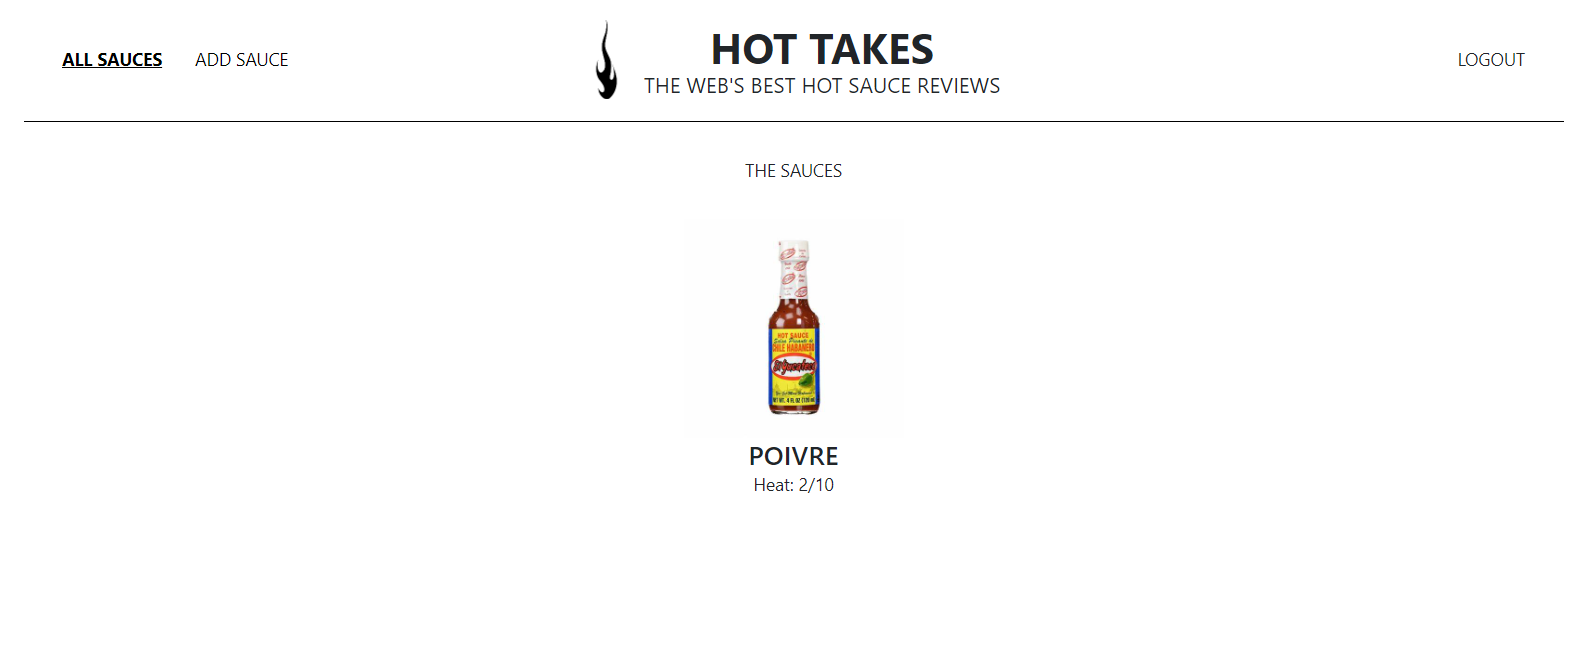 ALL SAUCES
ADD SAUCE
HOT TAKES
THE WEB'S BEST HOT SAUCE REVIEWS
LOGOUT
THE SAUCES
HOT SAUCE
CHILE HABANERO
El Yucateco
POIVRE
Heat: 2/10